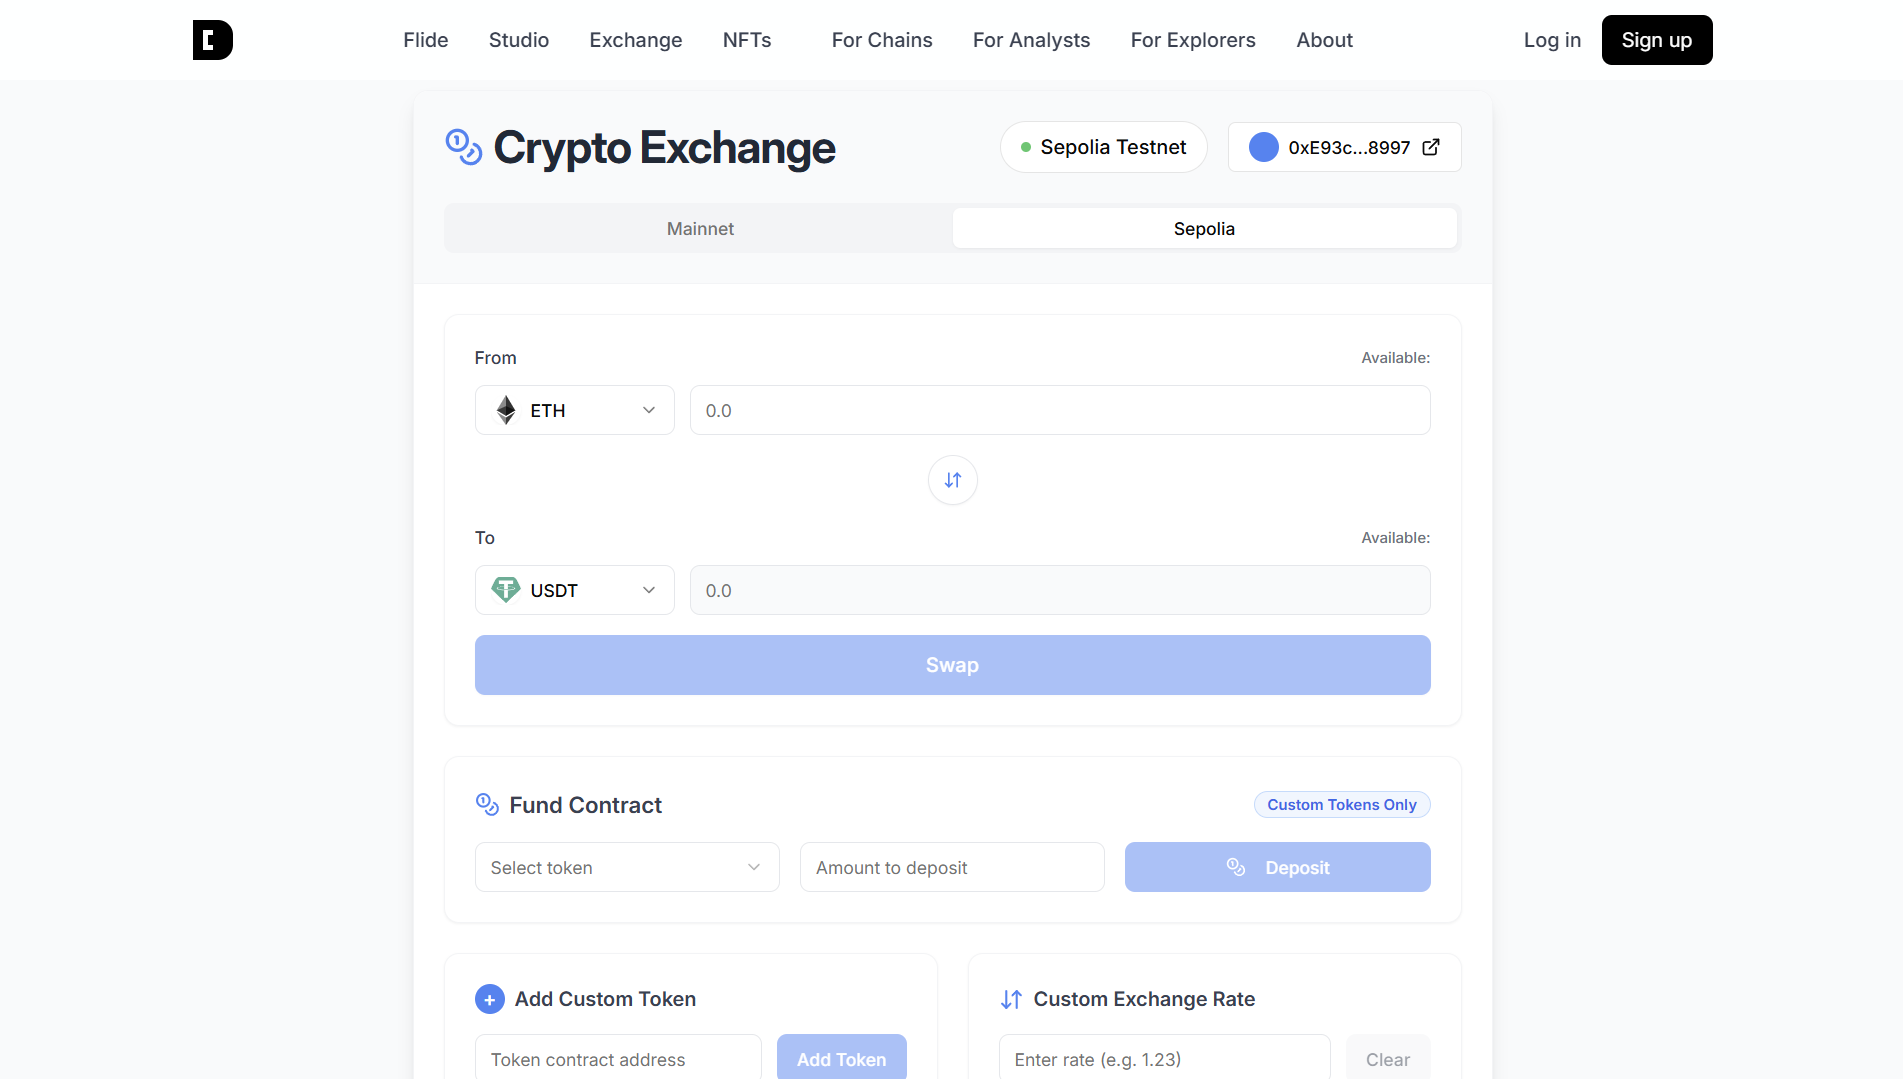 Flide Studio Exchange NFTs For Chains For Analysts For Explorers About Log in Sign up
Crypto Exchange
Sepolia Testnet
0xE93c...8997
Mainnet
Sepolia
From
Available:
ETH
0.0
To
Available:
USDT
0.0
Swap
Fund Contract
Custom Tokens Only
Select token
Amount to deposit
Deposit
Add Custom Token
Token contract address
Add Token
Custom Exchange Rate
Enter rate (e.g. 1.23)
Clear